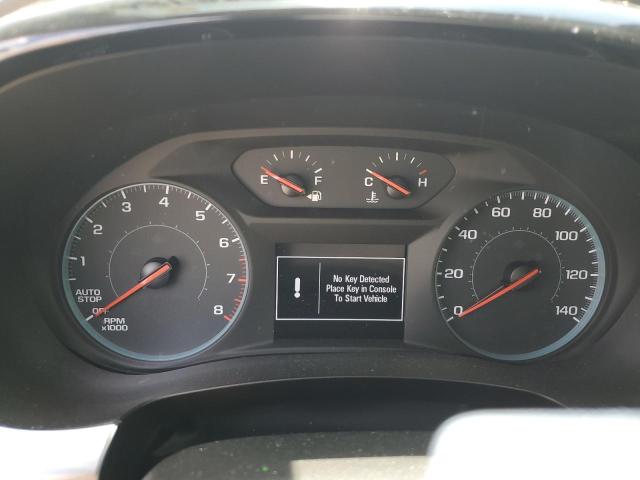 E F
C H
1 2 3 4 5 6 7 8
AUTO
STOP
OFF
RPM
x1000
!
No Key Detected
Place Key in Console
To Start Vehicle
0 20 40 60 80 100 120 140